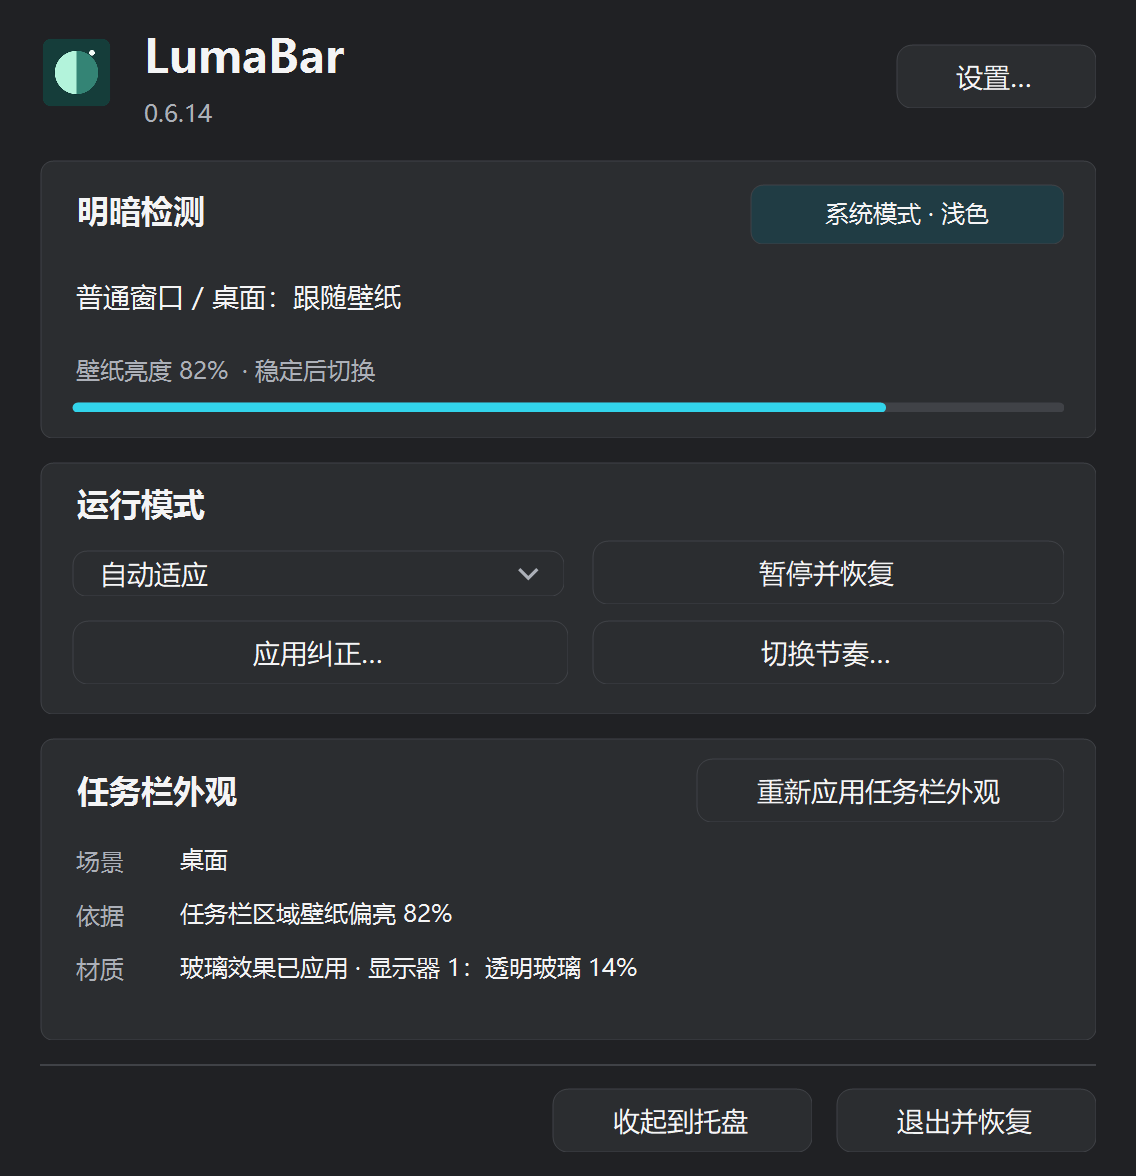 LumaBar
0.6.14
设置...
明暗检测
系统模式 · 浅色
普通窗口 / 桌面：跟随壁纸
壁纸亮度 82% · 稳定后切换
运行模式
自动适应
暂停并恢复
应用纠正...
切换节奏...
任务栏外观
重新应用任务栏外观
场景 桌面
依据 任务栏区域壁纸偏亮 82%
材质 玻璃效果已应用 · 显示器 1：透明玻璃 14%
收起到托盘
退出并恢复